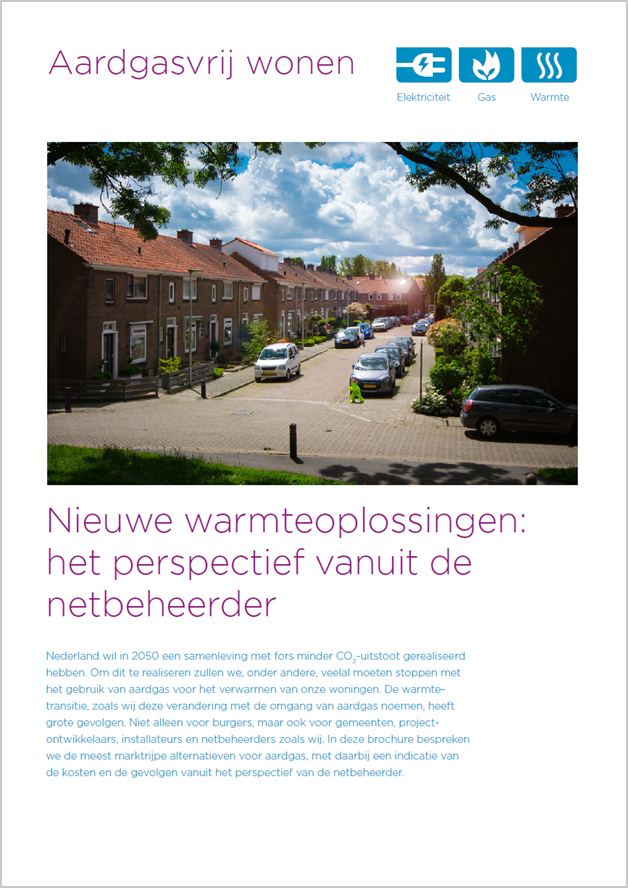 Aardgasvrij wonen
Elektriciteit
Gas
Warmte
Nieuwe warmteoplossingen:
het perspectief vanuit de
netbeheerder
Nederland wil in 2050 een samenleving met fors minder CO2-uitstoot gerealiseerd
hebben. Om dit te realiseren zullen we, onder andere, veelal moeten stoppen met
het gebruik van aardgas voor het verwarmen van onze woningen. De warmte-
transitie, zoals wij deze verandering met de omgang van aardgas noemen, heeft
grote gevolgen. Niet alleen voor burgers, maar ook voor gemeenten, project-
ontwikkelaars, installateurs en netbeheerders zoals wij. In deze brochure bespreken
we de meest marktrijpe alternatieven voor aardgas, met daarbij een indicatie van
de kosten en de gevolgen vanuit het perspectief van de netbeheerder.